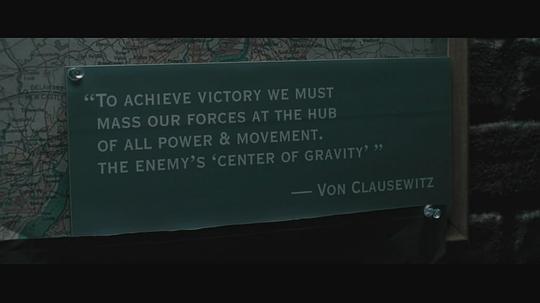 “To achieve victory we must
mass our forces at the hub
of all power & movement.
The enemy’s ‘center of gravity’ ”
— Von Clausewitz